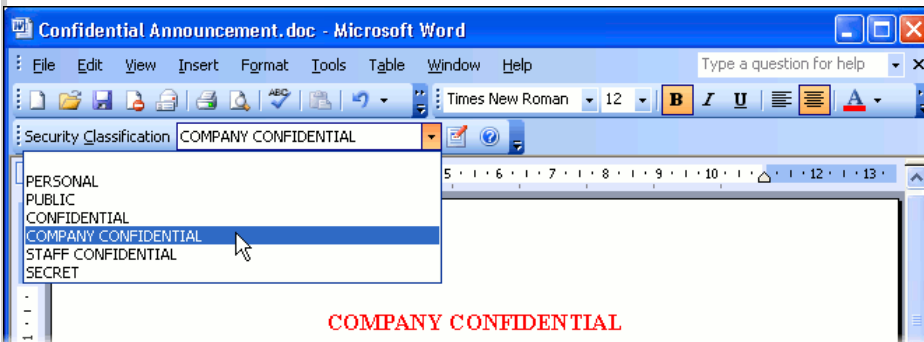 Confidential Announcement.doc - Microsoft Word
File Edit View Insert Format Tools Table Window Help Type a question for help
ABC Times New Roman 12 B I U A
Security Classification COMPANY CONFIDENTIAL
5 6 7 8 9 10 12 13
PERSONAL
PUBLIC
CONFIDENTIAL
COMPANY CONFIDENTIAL
STAFF CONFIDENTIAL
SECRET
COMPANY CONFIDENTIAL